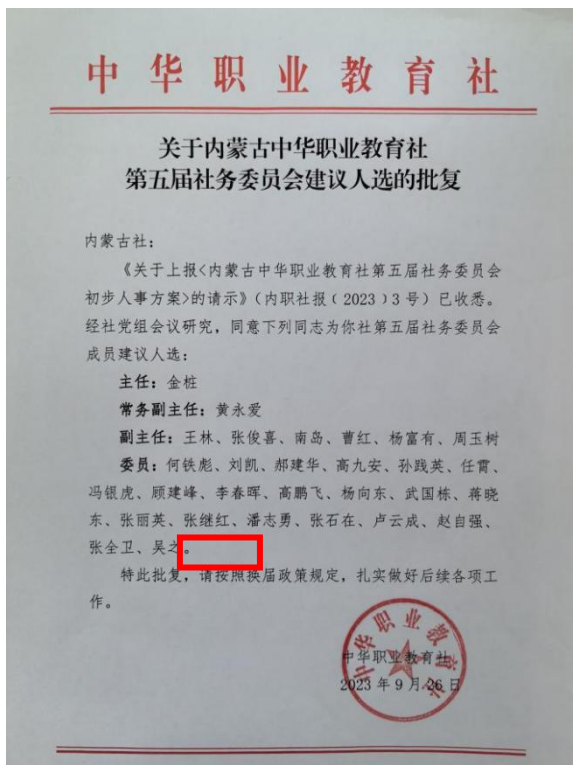 中华职业教育社
关于内蒙古中华职业教育社
第五届社务委员会建议人选的批复
内蒙古社：
《关于上报<内蒙古中华职业教育社第五届社务委员会
初步人事方案>的请示》（内职社报（2023）3号）已收悉。
经社党组会议研究，同意下列同志为你社第五届社务委员会
成员建议人选：
主任：金桩
常务副主任：黄永爱
副主任：王林、张俊喜、南岛、曹红、杨富有、周玉树
委员：何铁彪、刘凯、郝建华、高九安、孙践英、任霄、
冯银虎、顾建峰、李春晖、高鹏飞、杨向东、武国栋、蒋晓
东、张丽英、张继红、潘志勇、张石在、卢云成、赵自强、
张全卫、吴之。
特此批复，请按照换届政策规定，扎实做好后续各项工
作。
中华职业教育社
中华职业教育社
2023年9月26日